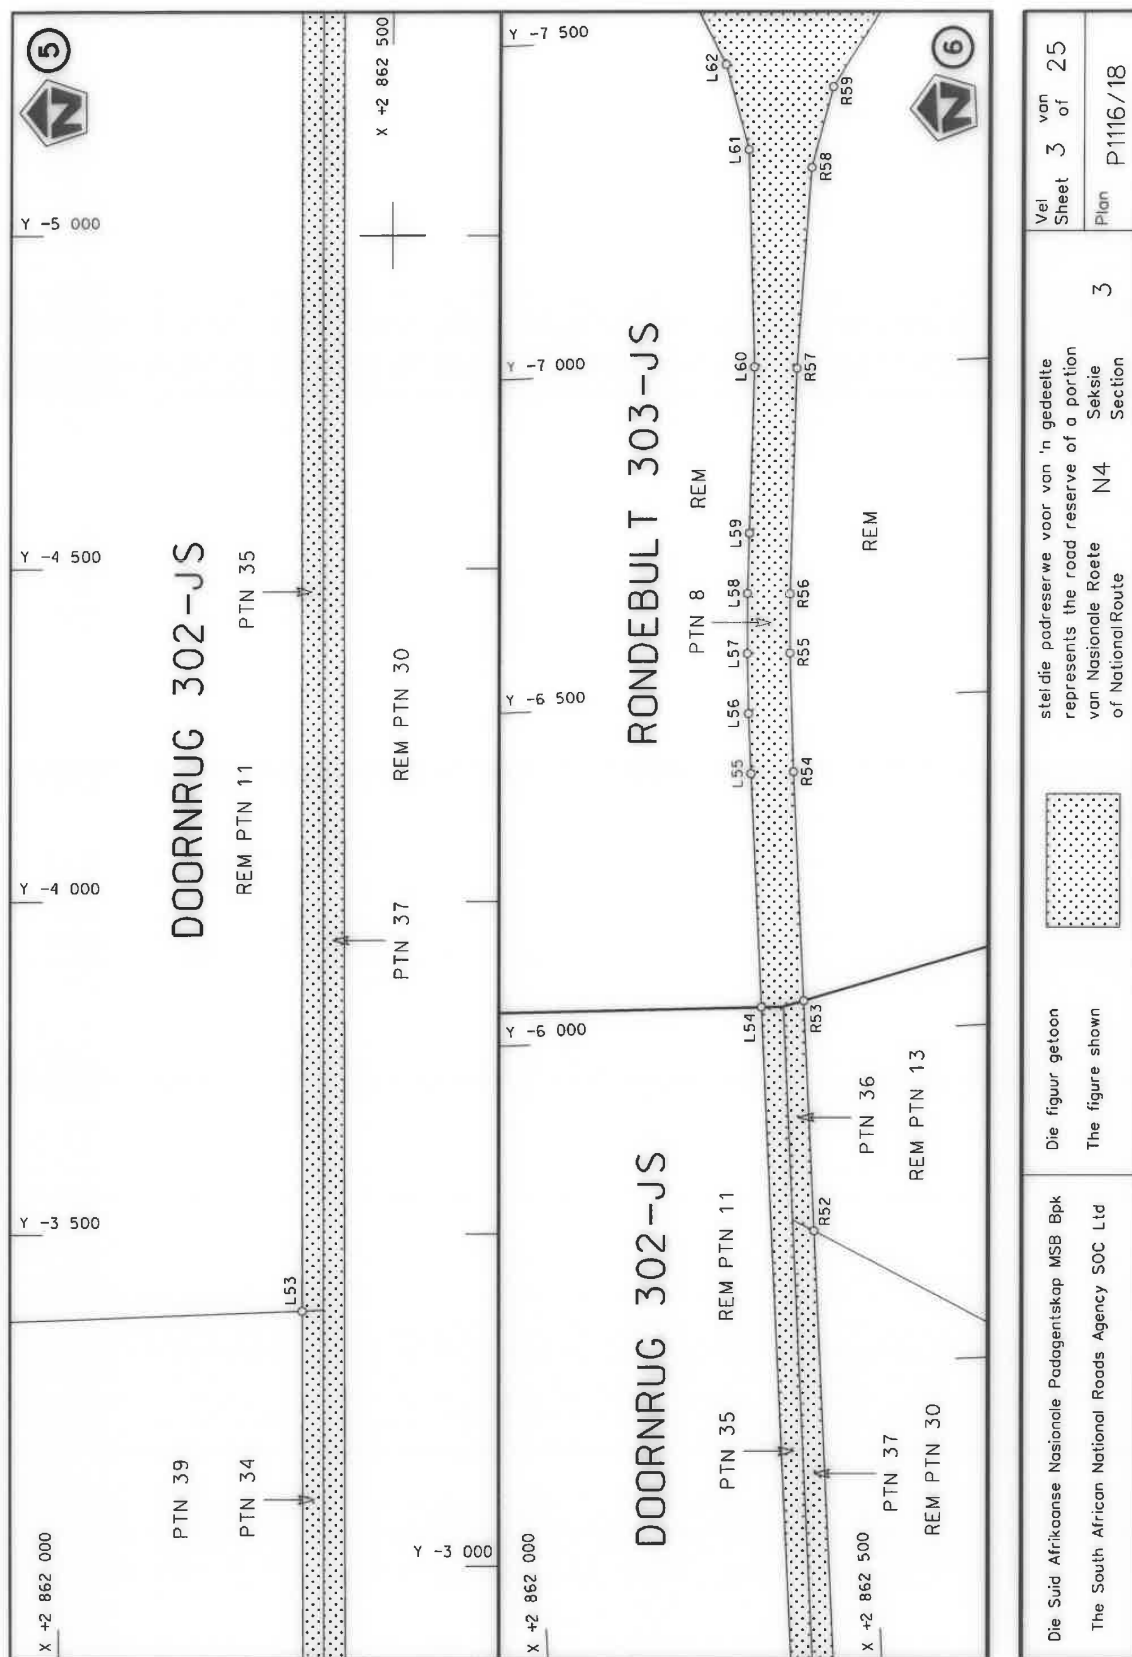 5
N
X +2 862 000
X +2 862 500
Y -3 000
Y -3 500
Y -4 000
Y -4 500
Y -5 000
DOORNRUG 302-JS
PTN 39
PTN 34
REM PTN 11
PTN 35
L53
PTN 37
REM PTN 30
6
N
X +2 862 000
X +2 862 500
Y -6 000
Y -6 500
Y -7 000
Y -7 500
DOORNRUG 302-JS
RONDEBULT 303-JS
PTN 35
REM PTN 11
PTN 8
REM
L54
L55
L56
L57
L58
L59
L60
L61
L62
R52
R53
R54
R55
R56
R57
R58
R59
PTN 37
REM PTN 30
PTN 36
REM PTN 13
REM
Die Suid Afrikaanse Nasionale Padagentskap MSB Bpk
The South African National Roads Agency SOC Ltd
Die figuur getoon
The figure shown
stel die padreserwe voor van 'n gedeelte
represents the road reserve of a portion
van Nasionale Roete N4 Seksie 3
of National Route Section
Vel 3 van 25
Sheet of
Plan P1116/18